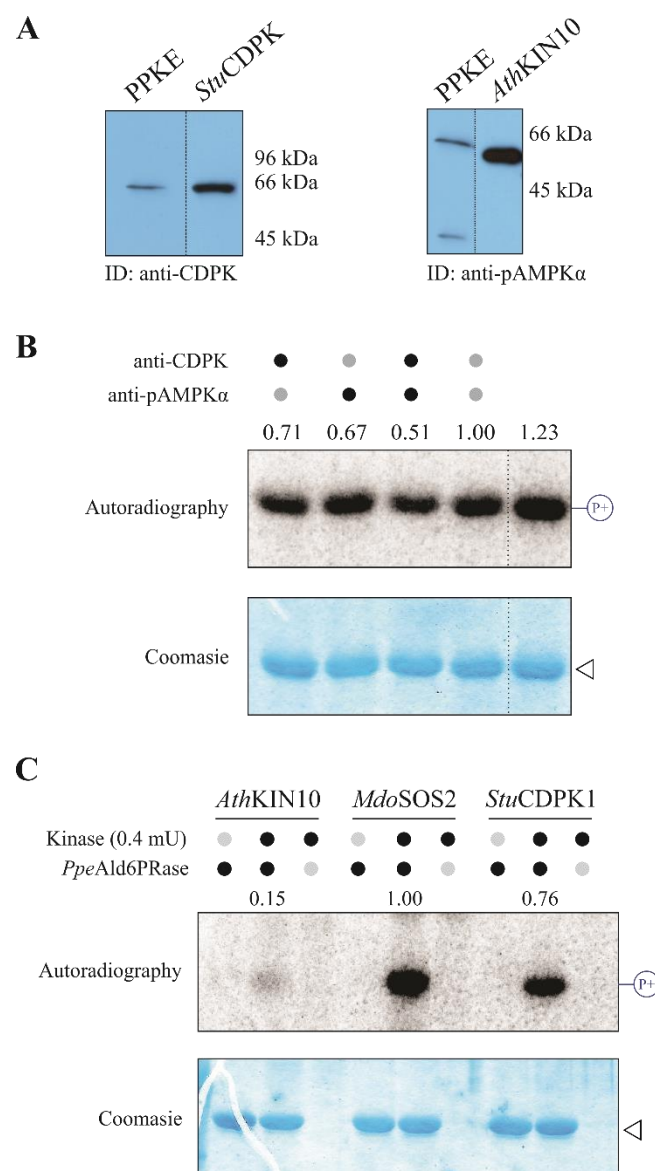 A
PPKE
StuCDPK
96 kDa
66 kDa
45 kDa
ID: anti-CDPK
PPKE
AthKIN10
66 kDa
45 kDa
ID: anti-pAMPKα
B
anti-CDPK
anti-pAMPKα
0.71 0.67 0.51 1.00 1.23
Autoradiography
P+
Coomasie
C
AthKIN10 MdoSOS2 StuCDPK1
Kinase (0.4 mU)
PpeAld6PRase
0.15 1.00 0.76
Autoradiography
P+
Coomasie